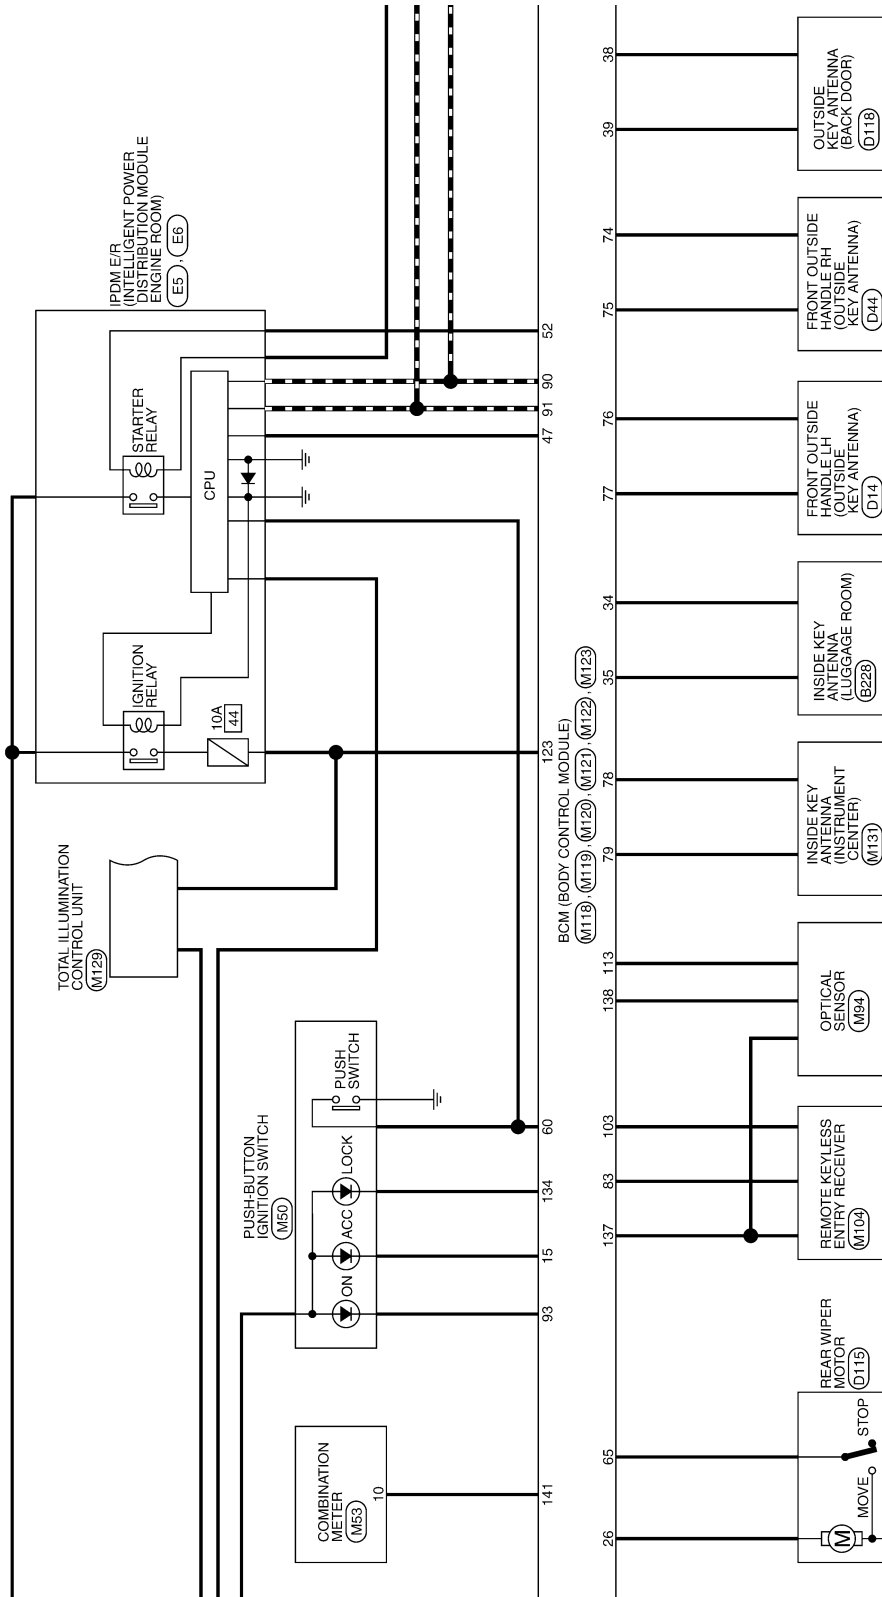 IPDM E/R
(INTELLIGENT POWER
DISTRIBUTION MODULE
ENGINE ROOM)
E5 , E6
STARTER
RELAY
CPU
IGNITION
RELAY
10A
44
TOTAL ILLUMINATION
CONTROL UNIT
M129
PUSH-BUTTON
IGNITION SWITCH
M50
PUSH
SWITCH
LOCK
ACC
ON
COMBINATION
METER
M53
10
52
90
91
47
123
60
134
15
93
141
BCM (BODY CONTROL MODULE)
M118 , M119 , M120 , M121 , M122 , M123
38
39
74
75
76
77
34
35
78
79
113
138
103
83
137
65
26
OUTSIDE
KEY ANTENNA
(BACK DOOR)
D118
FRONT OUTSIDE
HANDLE RH
(OUTSIDE
KEY ANTENNA)
D44
FRONT OUTSIDE
HANDLE LH
(OUTSIDE
KEY ANTENNA)
D14
INSIDE KEY
ANTENNA
(LUGGAGE ROOM)
B228
INSIDE KEY
ANTENNA
(INSTRUMENT
CENTER)
M131
OPTICAL
SENSOR
M94
REMOTE KEYLESS
ENTRY RECEIVER
M104
REAR WIPER
MOTOR
D115
STOP
MOVE
M